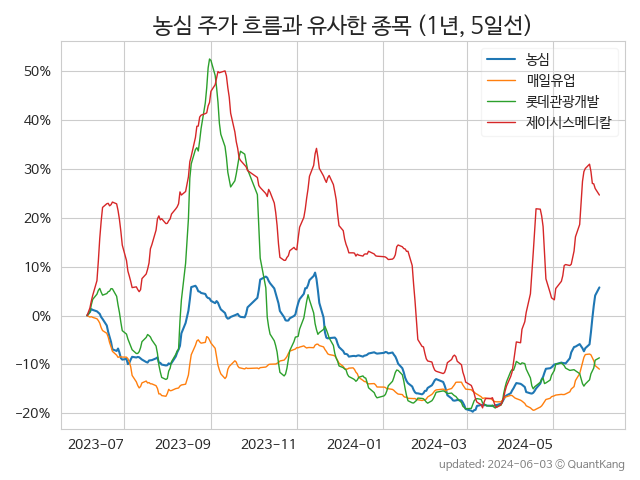 농심 주가 흐름과 유사한 종목 (1년, 5일선)
농심
매일유업
롯데관광개발
제이시스메디칼
50%
40%
30%
20%
10%
0%
−10%
−20%
2023−07
2023−09
2023−11
2024−01
2024−03
2024−05
updated: 2024-06-03 © QuantKang